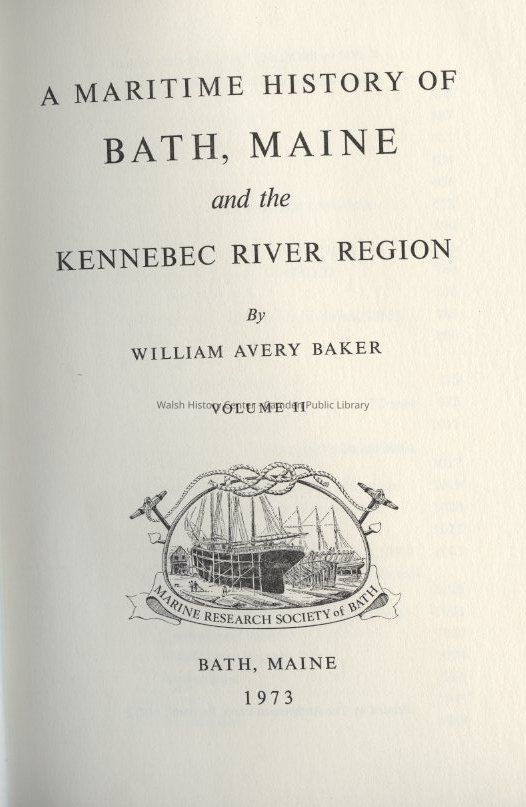 A MARITIME HISTORY OF
BATH, MAINE
and the
KENNEBEC RIVER REGION
By
WILLIAM AVERY BAKER
Walsh History Center - Camden Public Library
VOLUME II
MARINE RESEARCH SOCIETY of BATH
BATH, MAINE
1973